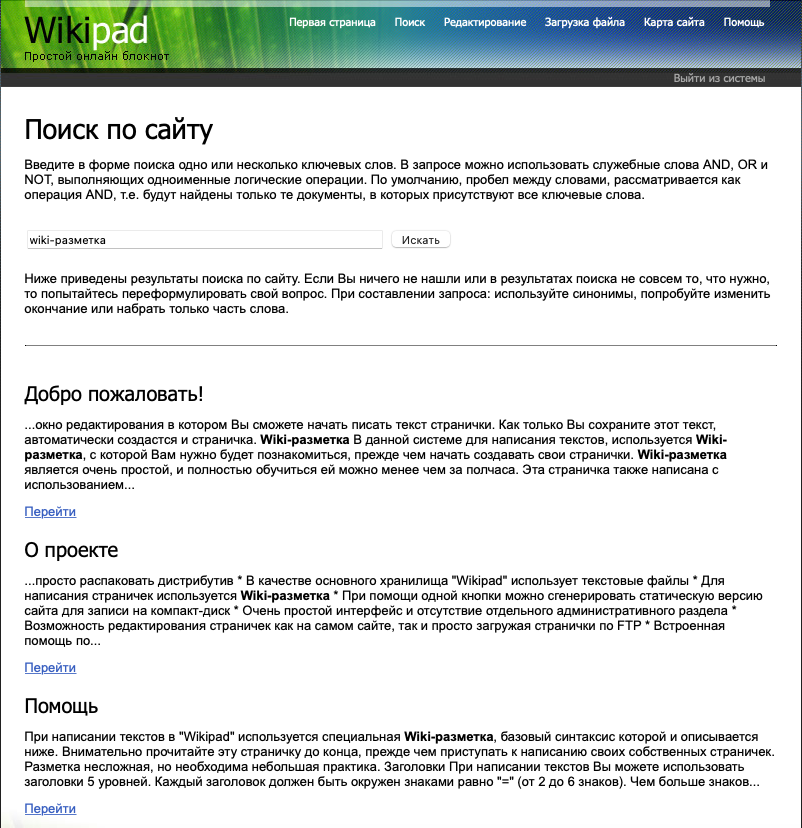 Wikipad
Простой онлайн блокнот
Первая страница Поиск Редактирование Загрузка файла Карта сайта Помощь
Выйти из системы
Поиск по сайту
Введите в форме поиска одно или несколько ключевых слов. В запросе можно использовать служебные слова AND, OR и
NOT, выполняющих одноименные логические операции. По умолчанию, пробел между словами, рассматривается как
операция AND, т.е. будут найдены только те документы, в которых присутствуют все ключевые слова.
wiki-разметка Искать
Ниже приведены результаты поиска по сайту. Если Вы ничего не нашли или в результатах поиска не совсем то, что нужно,
то попытайтесь переформулировать свой вопрос. При составлении запроса: используйте синонимы, попробуйте изменить
окончание или набрать только часть слова.
Добро пожаловать!
...окно редактирования в котором Вы сможете начать писать текст странички. Как только Вы сохраните этот текст,
автоматически создастся и страничка. Wiki-разметка В данной системе для написания текстов, используется Wiki-
разметка, с которой Вам нужно будет познакомиться, прежде чем начать создавать свои странички. Wiki-разметка
является очень простой, и полностью обучиться ей можно менее чем за полчаса. Эта страничка также написана с
использованием...
Перейти
О проекте
...просто распаковать дистрибутив * В качестве основного хранилища "Wikipad" использует текстовые файлы * Для
написания страничек используется Wiki-разметка * При помощи одной кнопки можно сгенерировать статическую версию
сайта для записи на компакт-диск * Очень простой интерфейс и отсутствие отдельного административного раздела *
Возможность редактирования страничек как на самом сайте, так и просто загружая странички по FTP * Встроенная
помощь по...
Перейти
Помощь
При написании текстов в "Wikipad" используется специальная Wiki-разметка, базовый синтаксис которой и описывается
ниже. Внимательно прочитайте эту страничку до конца, прежде чем приступать к написанию своих собственных страничек.
Разметка несложная, но необходима небольшая практика. Заголовки При написании текстов Вы можете использовать
заголовки 5 уровней. Каждый заголовок должен быть окружен знаками равно "=" (от 2 до 6 знаков). Чем больше знаков...
Перейти